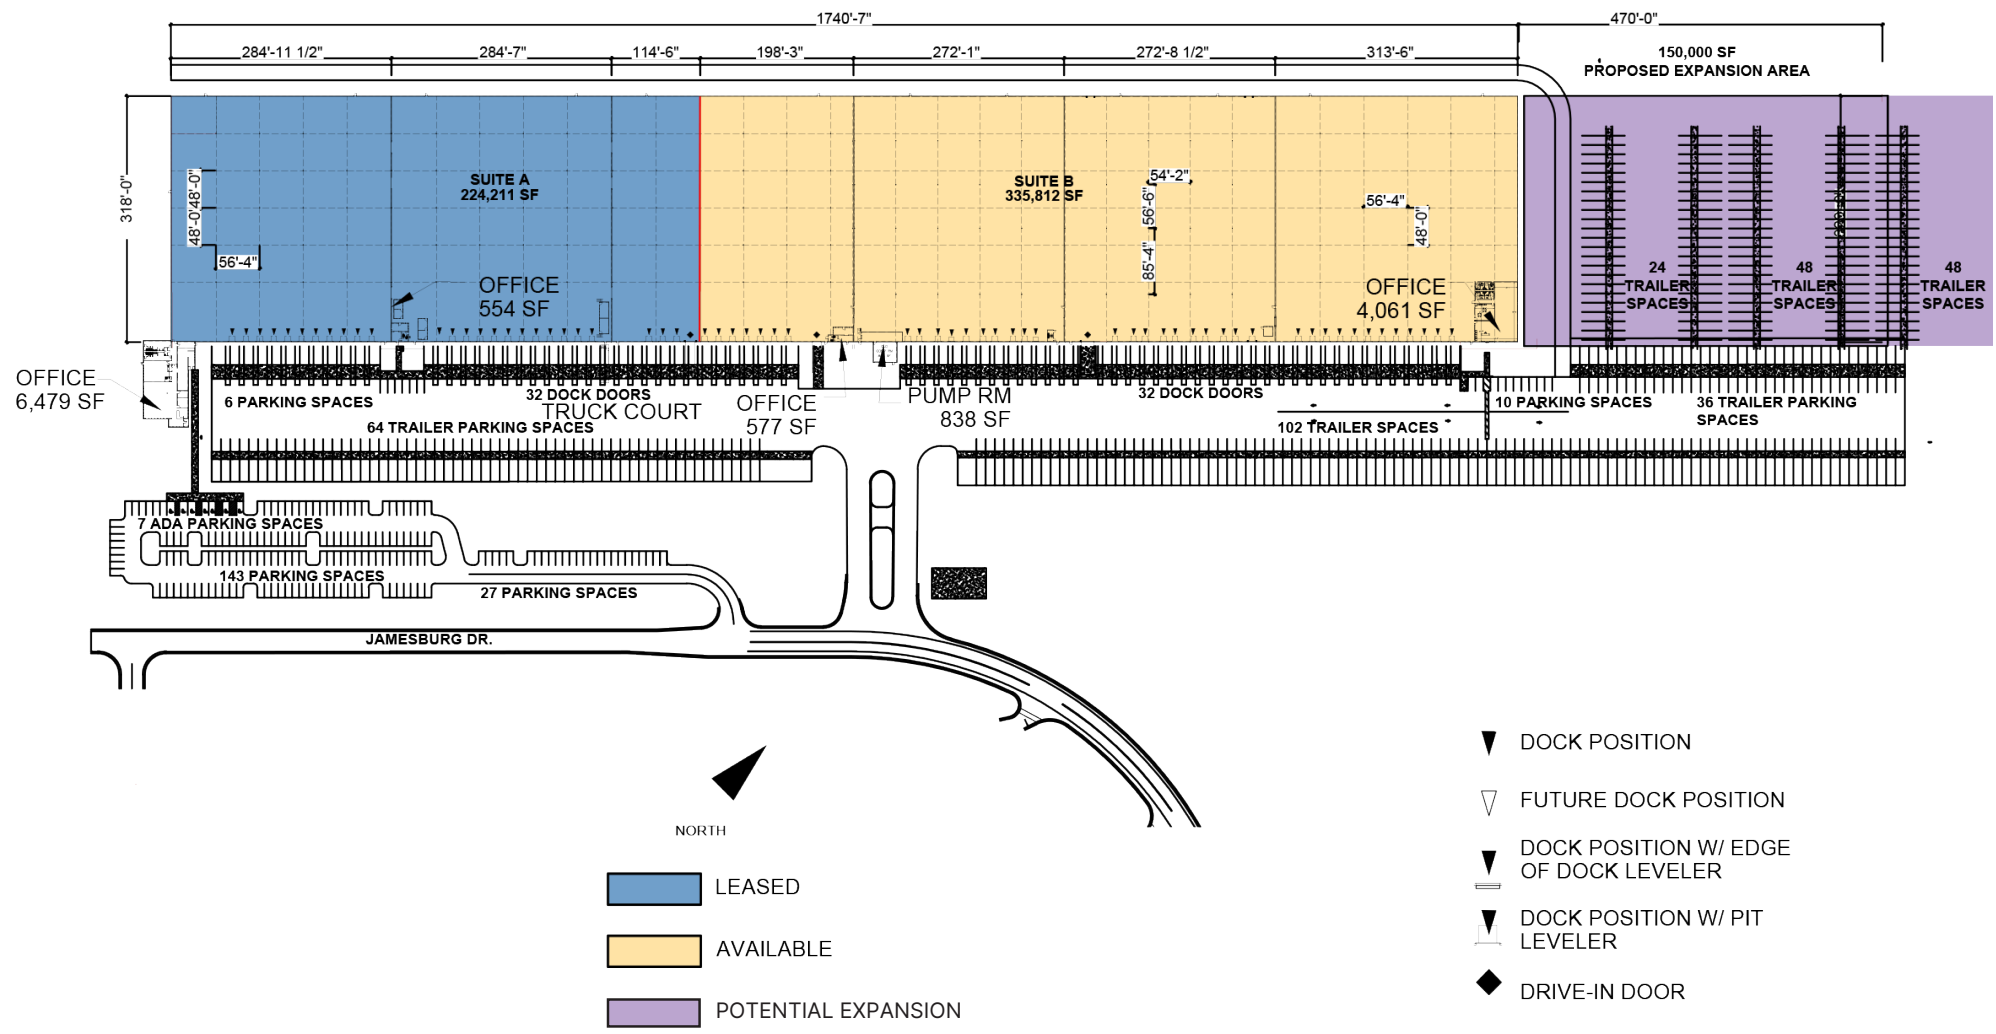 1740'-7"
470'-0"
284'-11 1/2"
284'-7"
114'-6"
198'-3"
272'-1"
272'-8 1/2"
313'-6"
150,000 SF
PROPOSED EXPANSION AREA
318'-0"
48'-0"
48'-0"
56'-4"
SUITE A
224,211 SF
SUITE B
335,812 SF
54'-2"
56'-6"
85'-4"
56'-4"
48'-0"
OFFICE
554 SF
OFFICE
4,061 SF
24
TRAILER
SPACES
48
TRAILER
SPACES
48
TRAILER
SPACES
OFFICE
6,479 SF
6 PARKING SPACES
32 DOCK DOORS
TRUCK COURT
64 TRAILER PARKING SPACES
OFFICE
577 SF
PUMP RM
838 SF
32 DOCK DOORS
102 TRAILER SPACES
10 PARKING SPACES
36 TRAILER PARKING
SPACES
7 ADA PARKING SPACES
143 PARKING SPACES
27 PARKING SPACES
JAMESBURG DR.
NORTH
LEASED
AVAILABLE
POTENTIAL EXPANSION
DOCK POSITION
FUTURE DOCK POSITION
DOCK POSITION W/ EDGE
OF DOCK LEVELER
DOCK POSITION W/ PIT
LEVELER
DRIVE-IN DOOR